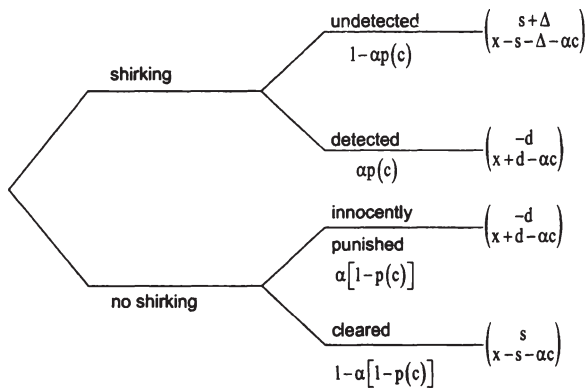 undetected
1-αp(c)
s+Δ
x-s-Δ-αc
shirking
detected
αp(c)
-d
x+d-αc
innocently
punished
α[1-p(c)]
-d
x+d-αc
no shirking
cleared
1-α[1-p(c)]
s
x-s-αc